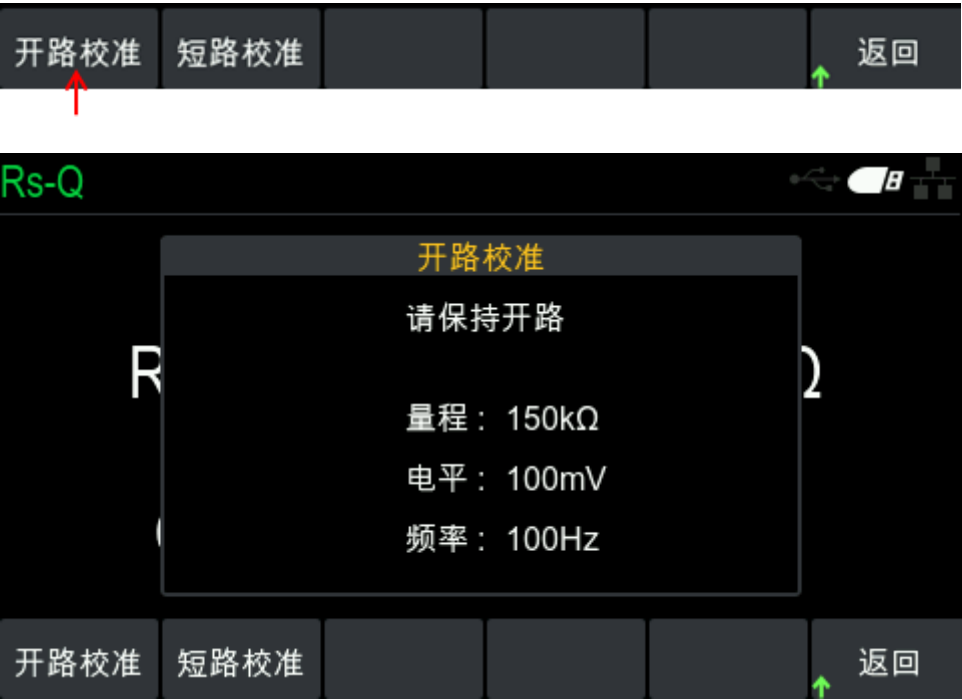 开路校准 短路校准 返回
Rs-Q
开路校准
请保持开路
R Ω
量程： 150kΩ
电平： 100mV
频率： 100Hz
开路校准 短路校准 返回